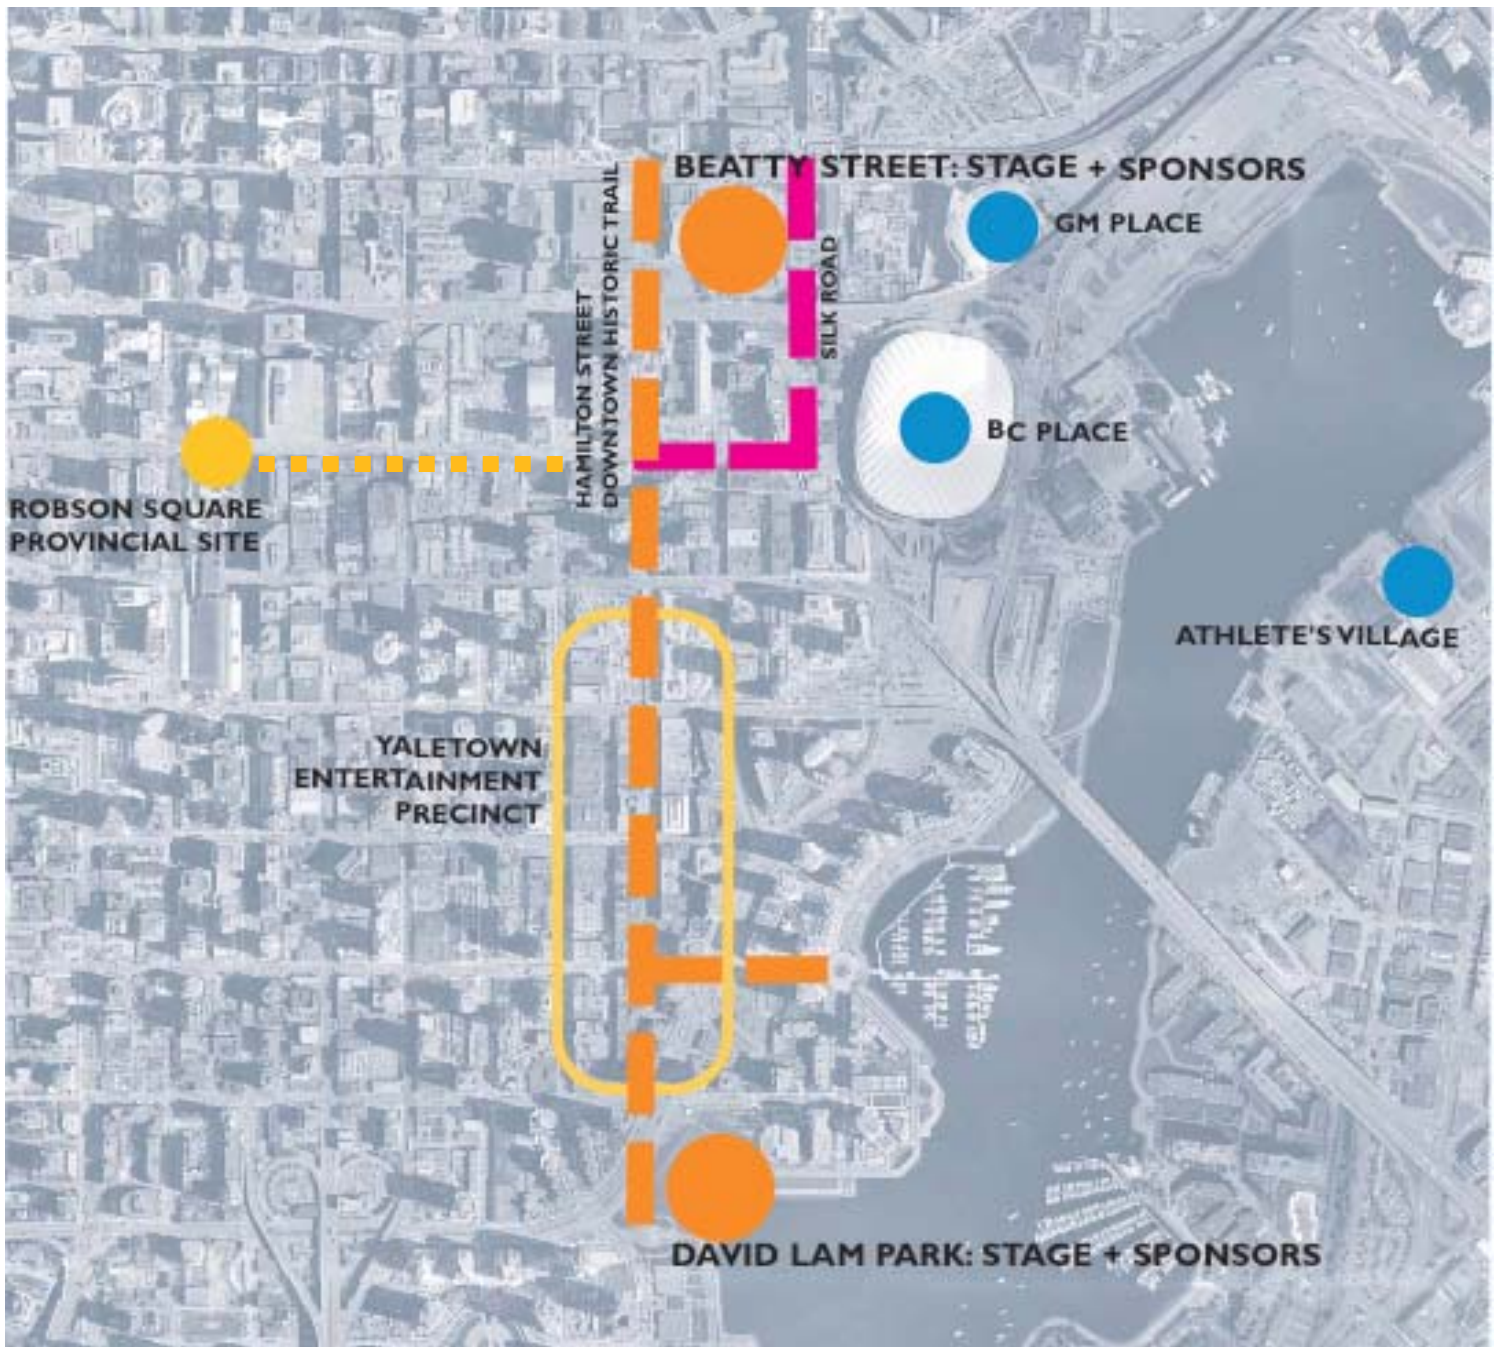 BEATTY STREET: STAGE + SPONSORS
GM PLACE
HAMILTON STREET
DOWNTOWN HISTORIC TRAIL
SILK ROAD
BC PLACE
ROBSON SQUARE
PROVINCIAL SITE
ATHLETE'S VILLAGE
YALETOWN
ENTERTAINMENT
PRECINCT
DAVID LAM PARK: STAGE + SPONSORS